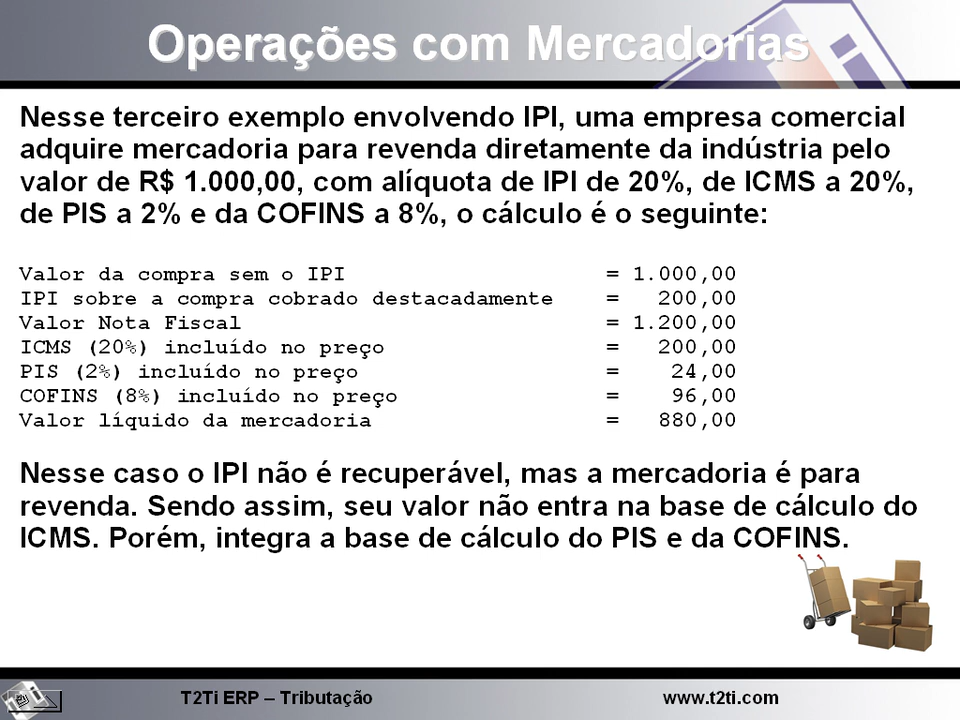 Operações com Mercadorias
Nesse terceiro exemplo envolvendo IPI, uma empresa comercial
adquire mercadoria para revenda diretamente da indústria pelo
valor de R$ 1.000,00, com alíquota de IPI de 20%, de ICMS a 20%,
de PIS a 2% e da COFINS a 8%, o cálculo é o seguinte:
Valor da compra sem o IPI = 1.000,00
IPI sobre a compra cobrado destacadamente = 200,00
Valor Nota Fiscal = 1.200,00
ICMS (20%) incluído no preço = 200,00
PIS (2%) incluído no preço = 24,00
COFINS (8%) incluído no preço = 96,00
Valor líquido da mercadoria = 880,00
Nesse caso o IPI não é recuperável, mas a mercadoria é para
revenda. Sendo assim, seu valor não entra na base de cálculo do
ICMS. Porém, integra a base de cálculo do PIS e da COFINS.
T2Ti ERP – Tributação www.t2ti.com